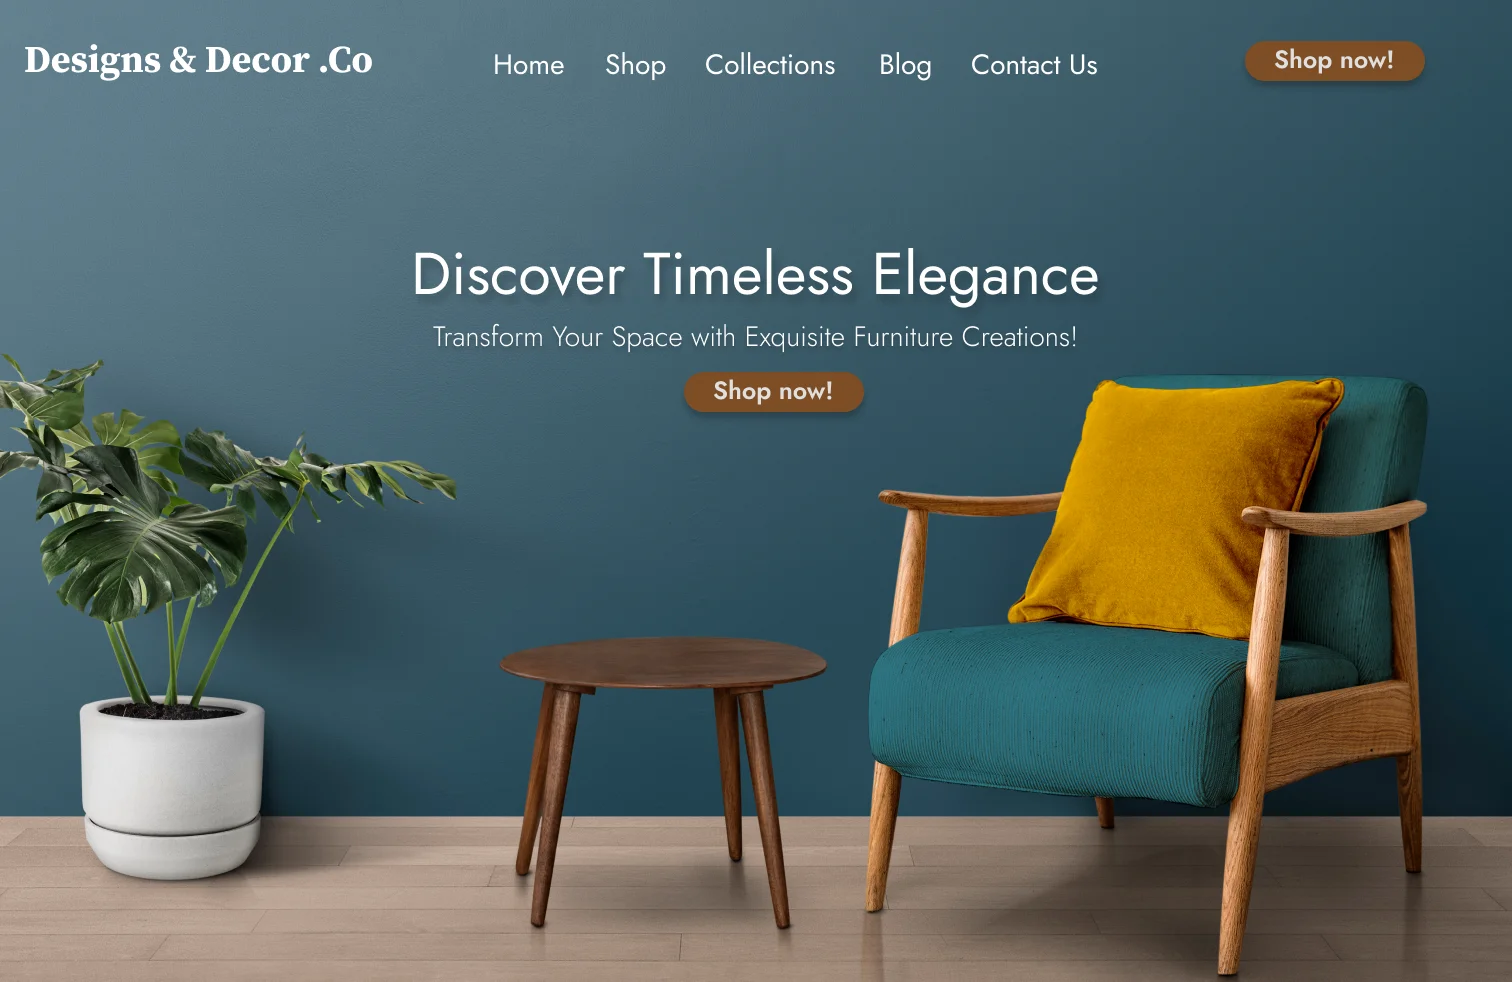 Designs & Decor .Co
Home Shop Collections Blog Contact Us
Shop now!
Discover Timeless Elegance
Transform Your Space with Exquisite Furniture Creations!
Shop now!